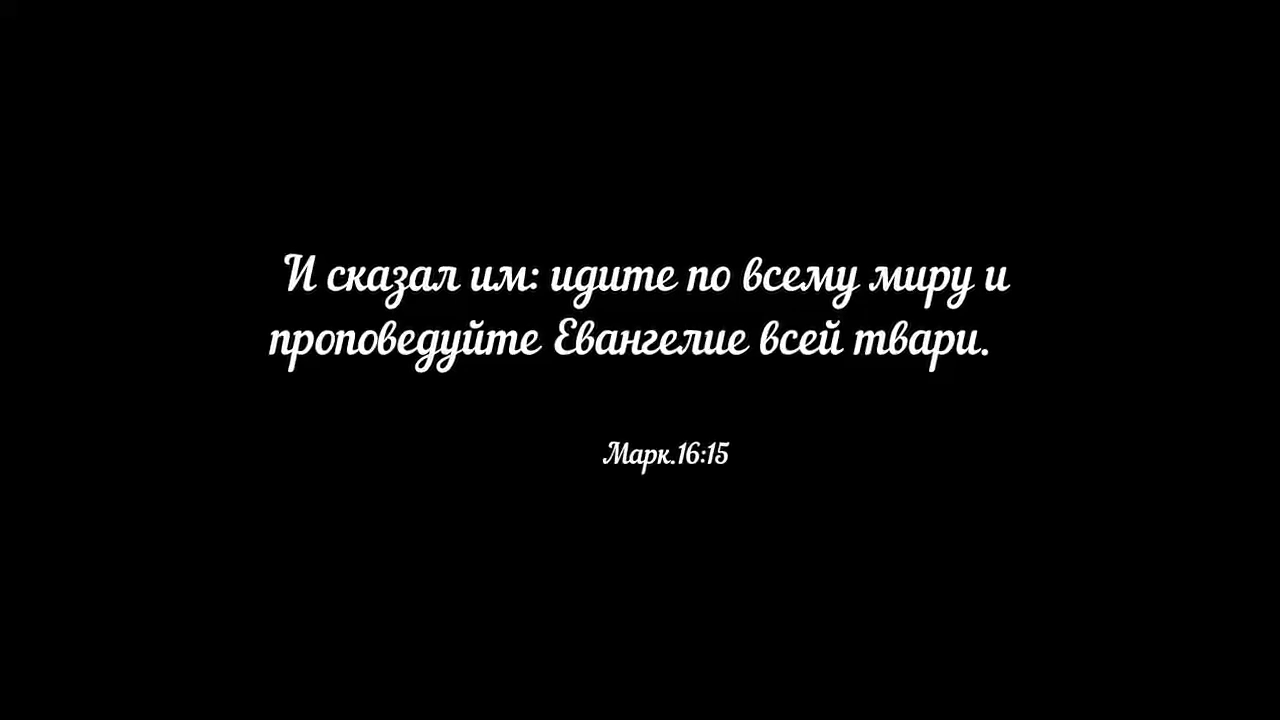 И сказал им: идите по всему миру и
проповедуйте Евангелие всей твари.
Марк.16:15